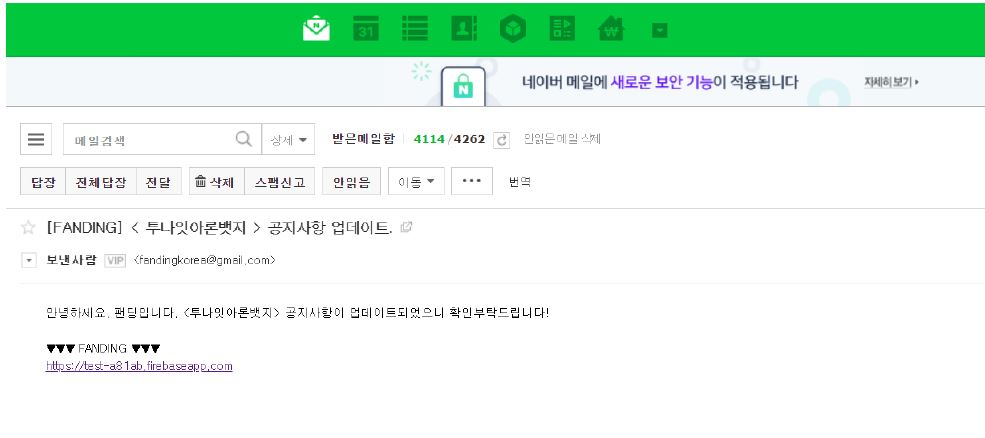 31
N
네이버 메일에 새로운 보안 기능이 적용됩니다 자세히 보기
메일검색 상세 받은메일함 4114 / 4262 안읽은메일 삭제
답장 전체답장 전달 삭제 스팸신고 안읽음 이동 ••• 번역
[FANDING] < 투나잇아론뱃지 > 공지사항 업데이트.
보낸사람 VIP <fandingkorea@gmail.com>
안녕하세요. 팬딩입니다. <투나잇아론뱃지> 공지사항이 업데이트되었으니 확인부탁드립니다!
▼▼▼ FANDING ▼▼▼
https://test-a81ab.firebaseapp.com